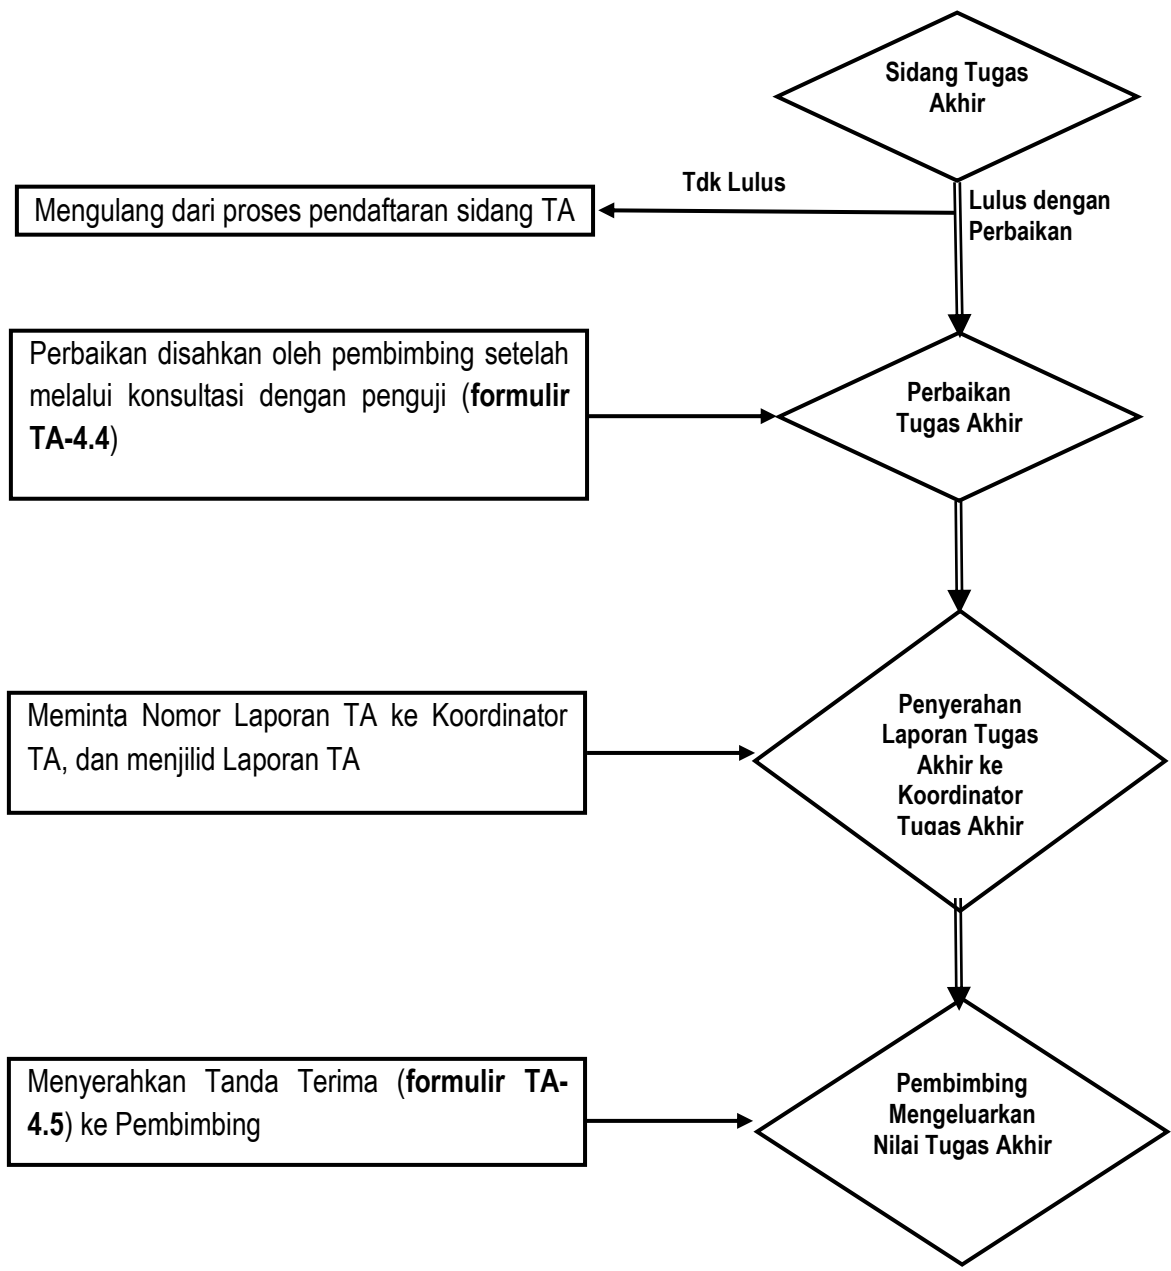 Sidang Tugas
Akhir
Tdk Lulus
Lulus dengan
Perbaikan
Mengulang dari proses pendaftaran sidang TA
Perbaikan disahkan oleh pembimbing setelah
melalui konsultasi dengan penguji (formulir
TA-4.4)
Perbaikan
Tugas Akhir
Meminta Nomor Laporan TA ke Koordinator
TA, dan menjilid Laporan TA
Penyerahan
Laporan Tugas
Akhir ke
Koordinator
Tugas Akhir
Menyerahkan Tanda Terima (formulir TA-
4.5) ke Pembimbing
Pembimbing
Mengeluarkan
Nilai Tugas Akhir